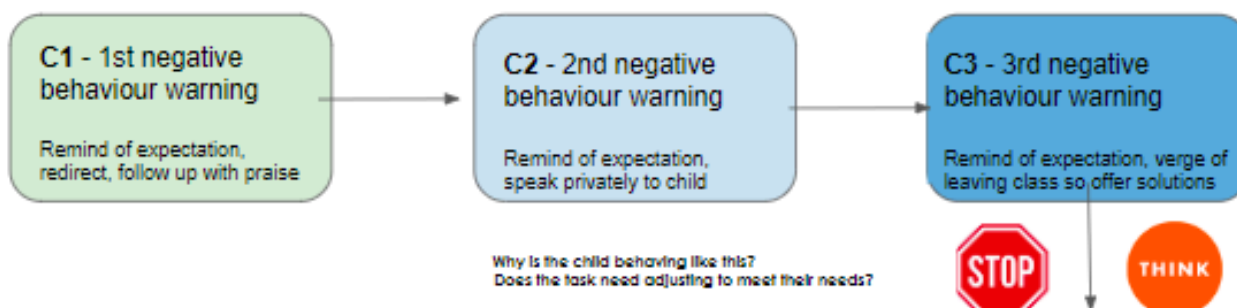 C1 - 1st negative
behaviour warning
Remind of expectation,
redirect, follow up with praise
C2 - 2nd negative
behaviour warning
Remind of expectation,
speak privately to child
C3 - 3rd negative
behaviour warning
Remind of expectation, verge of
leaving class so offer solutions
Why is the child behaving like this?
Does the task need adjusting to meet their needs?
STOP
THINK